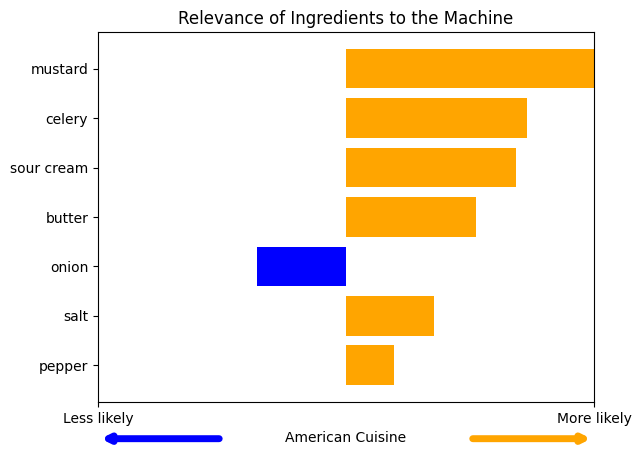 Relevance of Ingredients to the Machine
mustard
celery
sour cream
butter
onion
salt
pepper
Less likely
More likely
American Cuisine